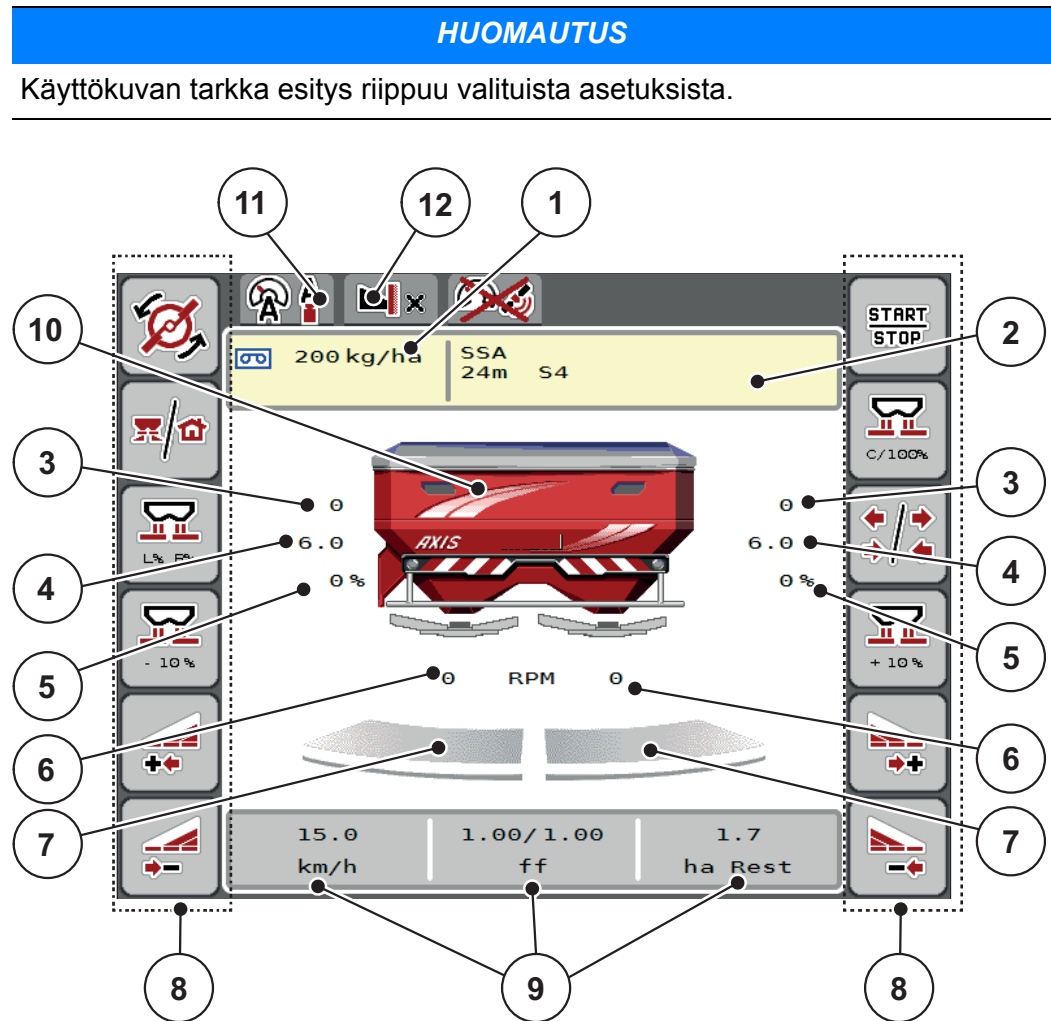 HUOMAUTUS
Käyttökuvan tarkka esitys riippuu valituista asetuksista.
11 12 1
10 2
A
START
STOP
200 kg/ha SSA
24m S4
C/100%
3 0 0 3
AXIS
4 6.0 6.0 4
L% R%
5 0% 0% 5
- 10% + 10%
0 RPM 0
6 6
7 7
15.0 1.00/1.00 1.7
km/h ff ha Rest
8 9 8